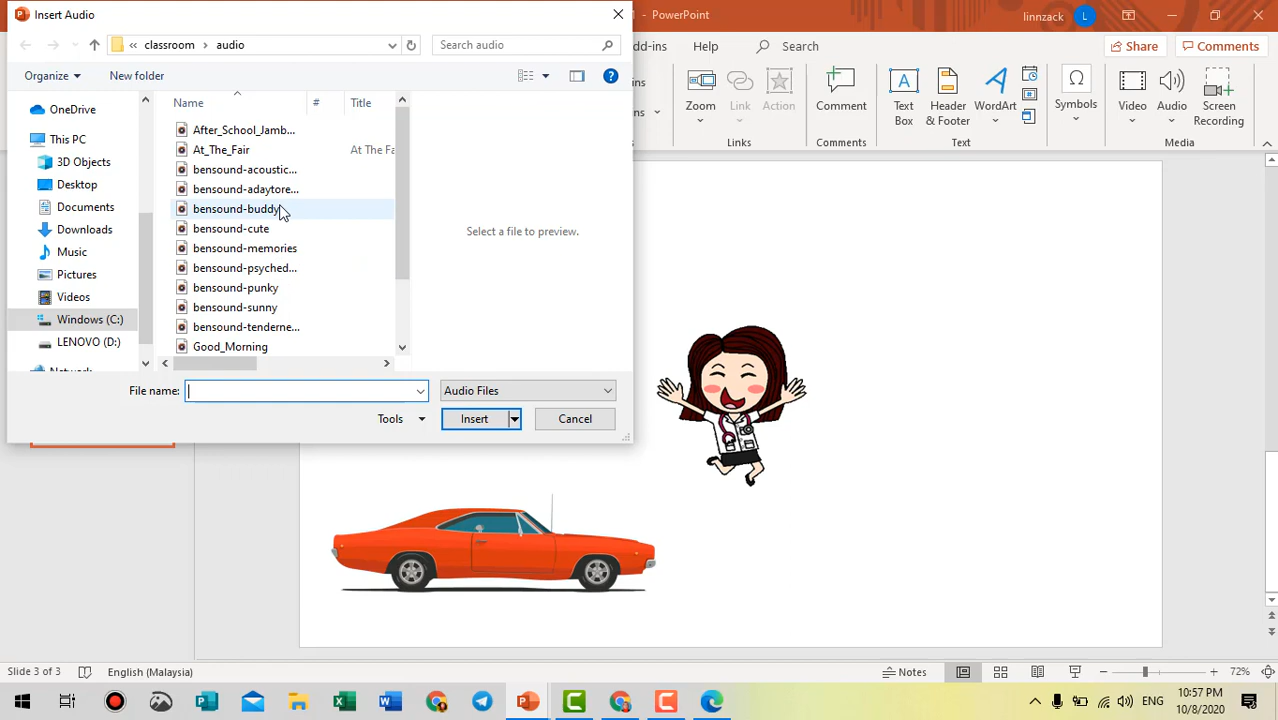 Insert Audio
1 - PowerPoint
linnzack
L
classroom
audio
Search audio
dd-ins
Help
Search
Share
Comments
Organize
New folder
?
OneDrive
This PC
3D Objects
Desktop
Documents
Downloads
Music
Pictures
Videos
Windows (C:)
LENOVO (D:)
Name
#
Title
After_School_Jamb...
At_The_Fair
At The Fa
bensound-acoustic...
bensound-adaytore...
bensound-buddy
bensound-cute
bensound-memories
bensound-psyched...
bensound-punky
bensound-sunny
bensound-tenderne...
Good_Morning
Select a file to preview.
File name:
Audio Files
Tools
Insert
Cancel
Zoom
Link
Action
Comment
Comments
Text
Box
Header
& Footer
WordArt
Text
Symbols
Video
Audio
Screen
Recording
Media
Slide 3 of 3
English (Malaysia)
Notes
72%
ENG
10:57 PM
10/8/2020